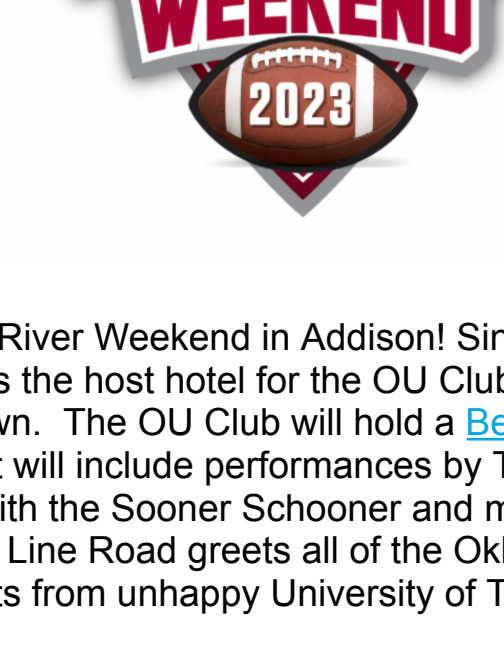 WEEKEND
2023
River Weekend in Addison! Sin
s the host hotel for the OU Club
wn. The OU Club will hold a Be
t will include performances by T
ith the Sooner Schooner and m
Line Road greets all of the Okl
ts from unhappy University of T